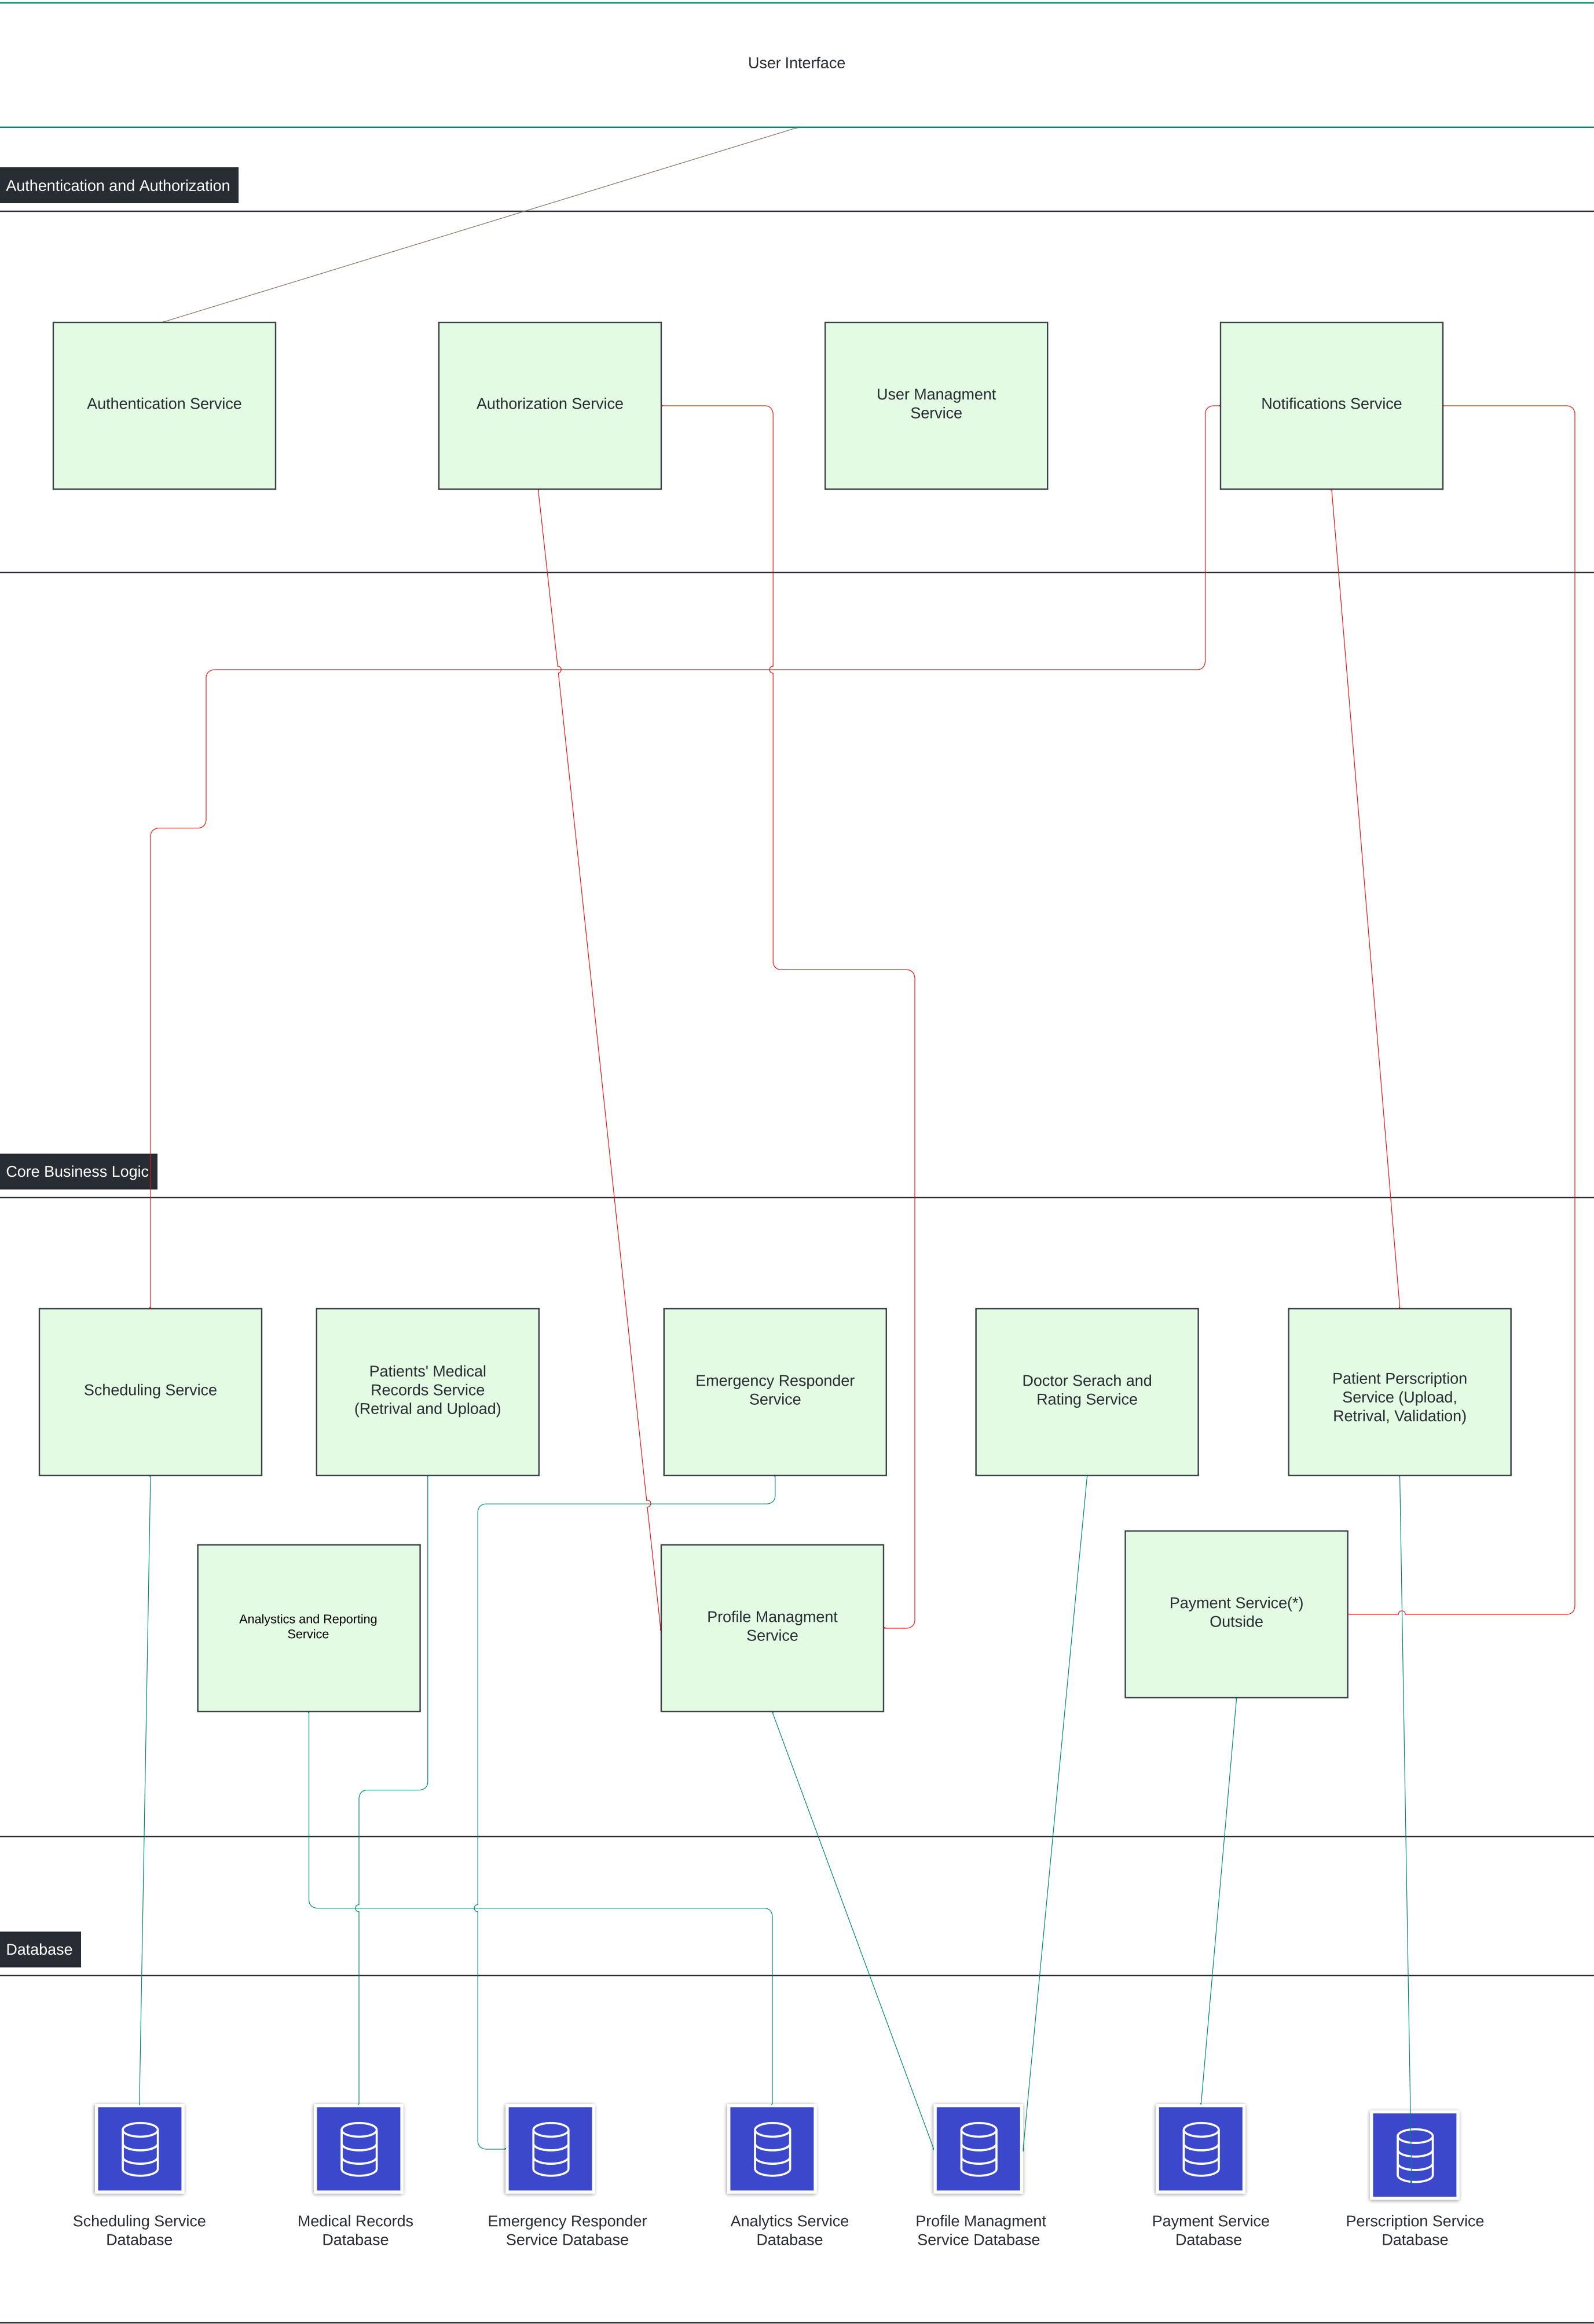 User Interface
Authentication and Authorization
Authentication Service
Authorization Service
User Managment
Service
Notifications Service
Core Business Logic
Scheduling Service
Patients' Medical
Records Service
(Retrival and Upload)
Emergency Responder
Service
Doctor Serach and
Rating Service
Patient Perscription
Service (Upload,
Retrival, Validation)
Analystics and Reporting
Service
Profile Managment
Service
Payment Service(*)
Outside
Database
Scheduling Service
Database
Medical Records
Database
Emergency Responder
Service Database
Analytics Service
Database
Profile Managment
Service Database
Payment Service
Database
Perscription Service
Database